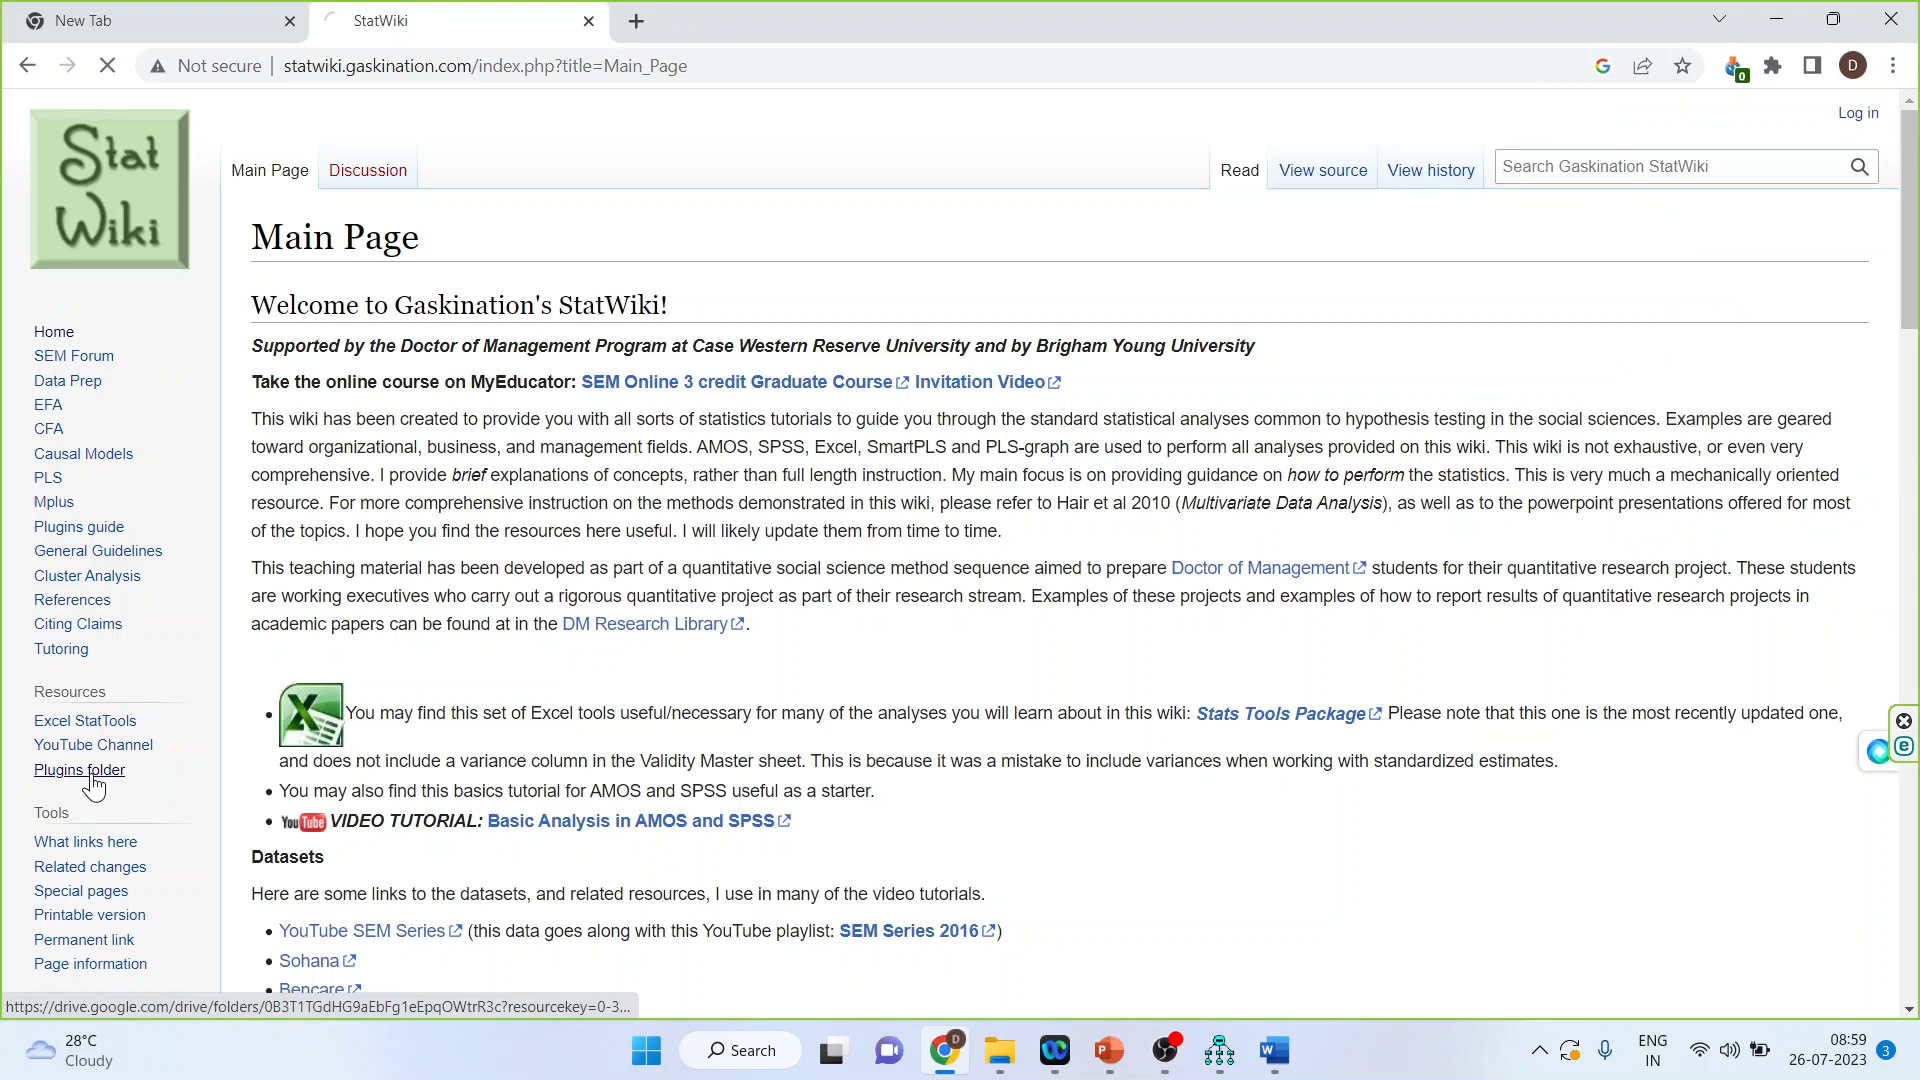 New Tab
StatWiki
Not secure
statwiki.gaskination.com/index.php?title=Main_Page
0
D
Stat
Wiki
Log in
Main Page
Discussion
Read
View source
View history
Search Gaskination StatWiki
Main Page
Welcome to Gaskination's StatWiki!
Supported by the Doctor of Management Program at Case Western Reserve University and by Brigham Young University
Take the online course on MyEducator: SEM Online 3 credit Graduate Course Invitation Video
This wiki has been created to provide you with all sorts of statistics tutorials to guide you through the standard statistical analyses common to hypothesis testing in the social sciences. Examples are geared
toward organizational, business, and management fields. AMOS, SPSS, Excel, SmartPLS and PLS-graph are used to perform all analyses provided on this wiki. This wiki is not exhaustive, or even very
comprehensive. I provide brief explanations of concepts, rather than full length instruction. My main focus is on providing guidance on how to perform the statistics. This is very much a mechanically oriented
resource. For more comprehensive instruction on the methods demonstrated in this wiki, please refer to Hair et al 2010 (Multivariate Data Analysis), as well as to the powerpoint presentations offered for most
of the topics. I hope you find the resources here useful. I will likely update them from time to time.
This teaching material has been developed as part of a quantitative social science method sequence aimed to prepare Doctor of Management students for their quantitative research project. These students
are working executives who carry out a rigorous quantitative project as part of their research stream. Examples of these projects and examples of how to report results of quantitative research projects in
academic papers can be found at in the DM Research Library.
You may find this set of Excel tools useful/necessary for many of the analyses you will learn about in this wiki: Stats Tools Package Please note that this one is the most recently updated one,
and does not include a variance column in the Validity Master sheet. This is because it was a mistake to include variances when working with standardized estimates.
You may also find this basics tutorial for AMOS and SPSS useful as a starter.
YouTube VIDEO TUTORIAL: Basic Analysis in AMOS and SPSS
Datasets
Here are some links to the datasets, and related resources, I use in many of the video tutorials.
YouTube SEM Series (this data goes along with this YouTube playlist: SEM Series 2016)
Sohana
Bencare
Home
SEM Forum
Data Prep
EFA
CFA
Causal Models
PLS
Mplus
Plugins guide
General Guidelines
Cluster Analysis
References
Citing Claims
Tutoring
Resources
Excel StatTools
YouTube Channel
Plugins folder
Tools
What links here
Related changes
Special pages
Printable version
Permanent link
Page information
https://drive.google.com/drive/folders/0B3T1TGdHG9aEbFg1eEpqOWtrR3c?resourcekey=0-3...
28°C
Cloudy
Search
D
ENG
IN
08:59
26-07-2023
3